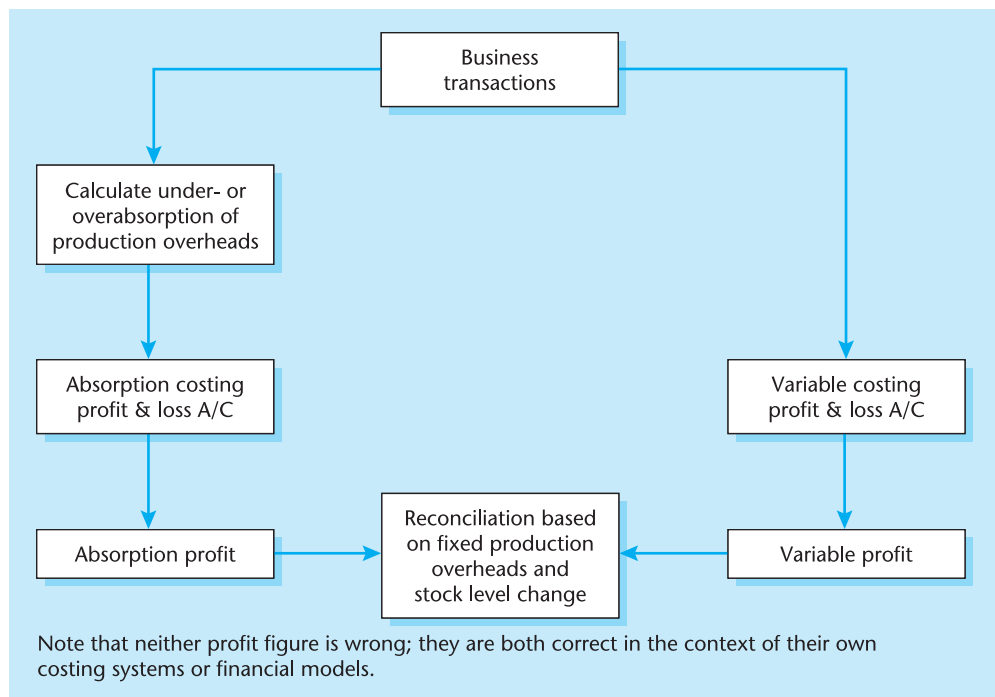 Business
transactions
Calculate under- or
overabsorption of
production overheads
Absorption costing
profit & loss A/C
Variable costing
profit & loss A/C
Absorption profit
Reconciliation based
on fixed production
overheads and
stock level change
Variable profit
Note that neither profit figure is wrong; they are both correct in the context of their own
costing systems or financial models.